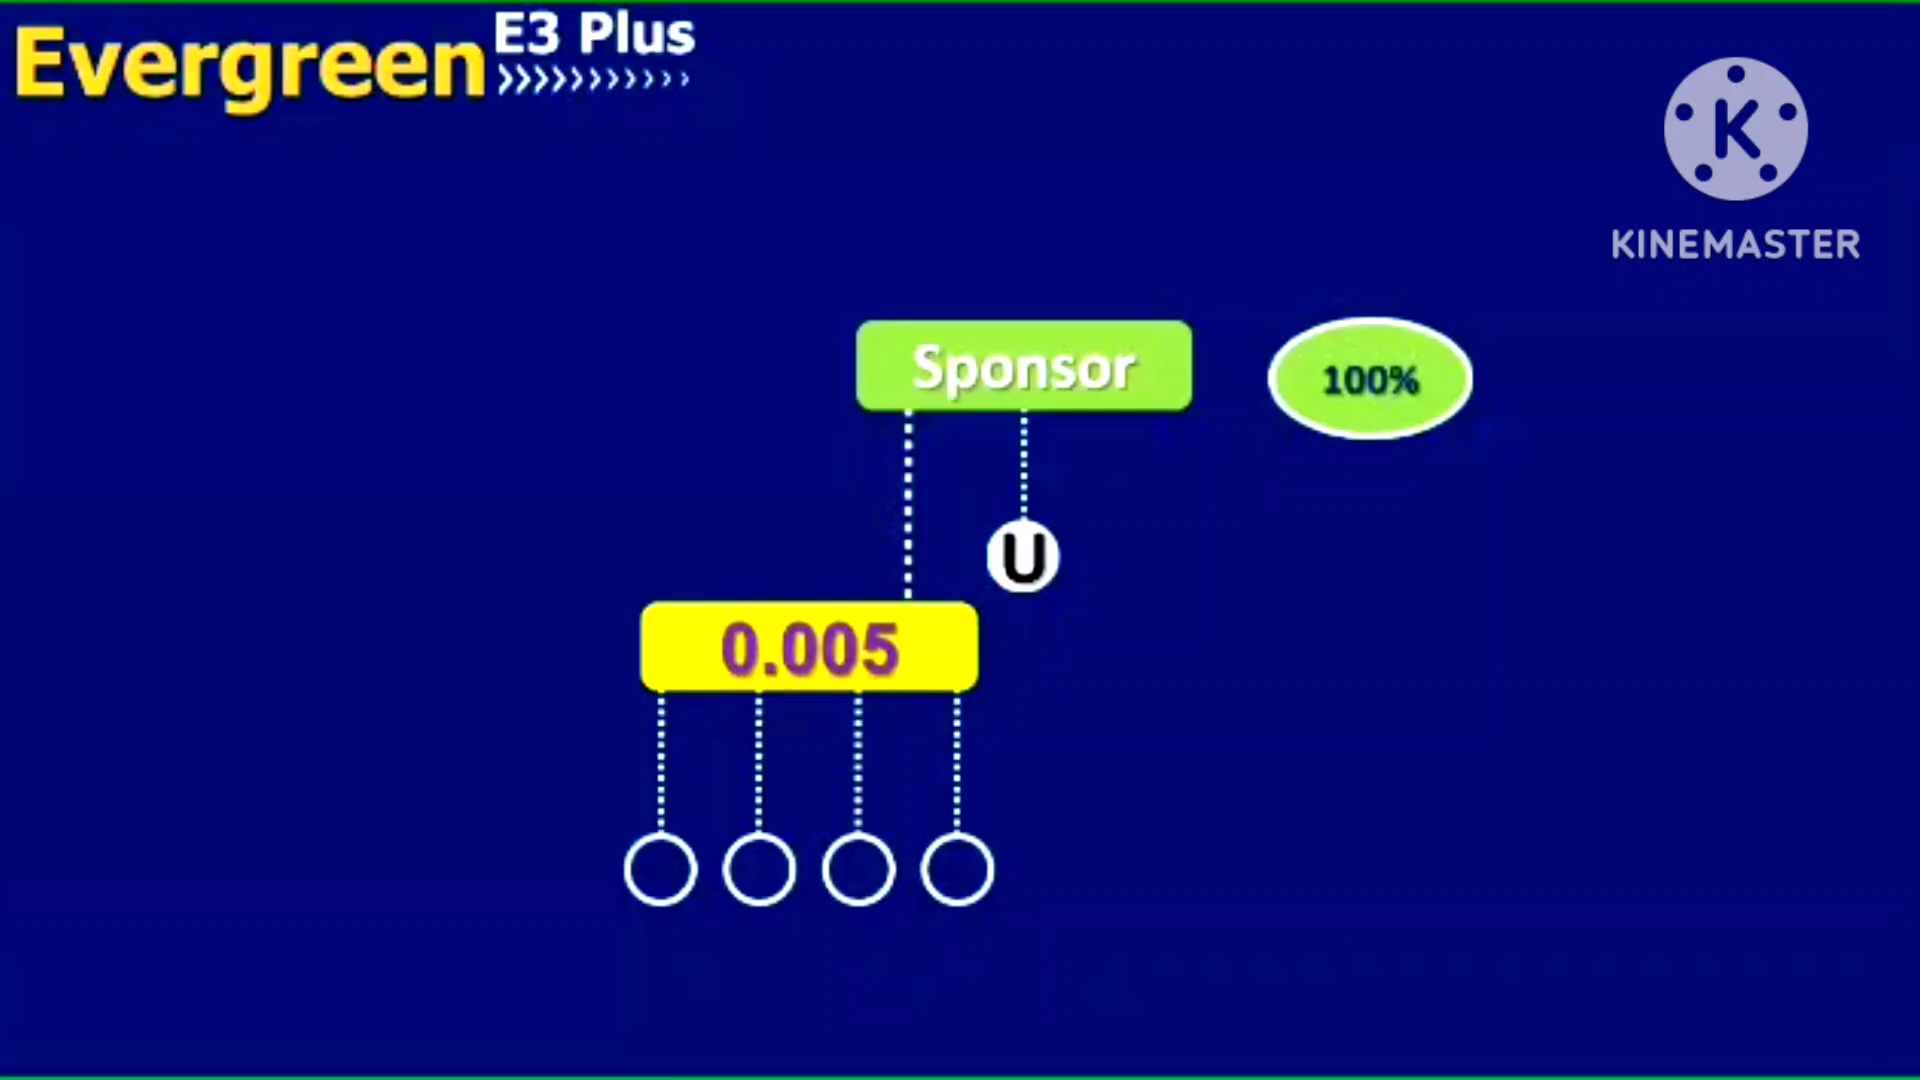 Evergreen E3 Plus
K
KINEMASTER
Sponsor
100%
U
0.005